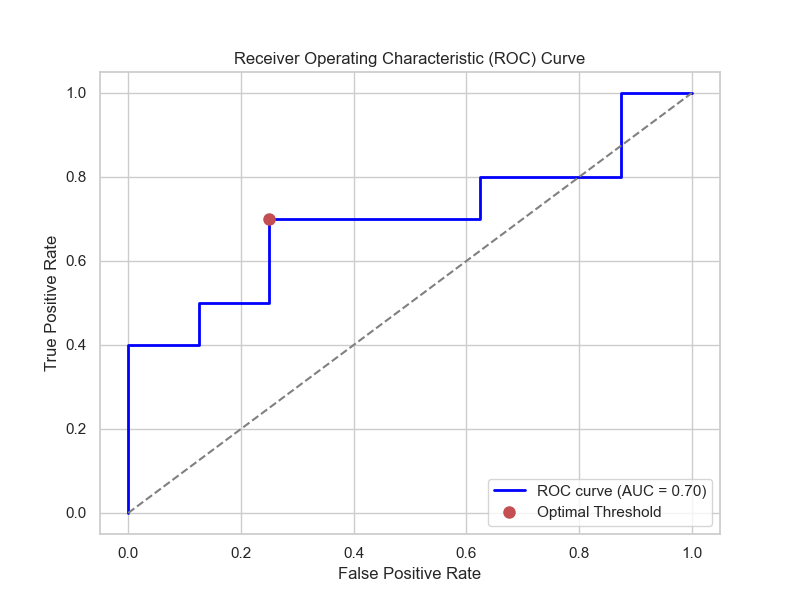 Receiver Operating Characteristic (ROC) Curve
True Positive Rate
1.0
0.8
0.6
0.4
0.2
0.0
ROC curve (AUC = 0.70)
Optimal Threshold
0.0 0.2 0.4 0.6 0.8 1.0
False Positive Rate